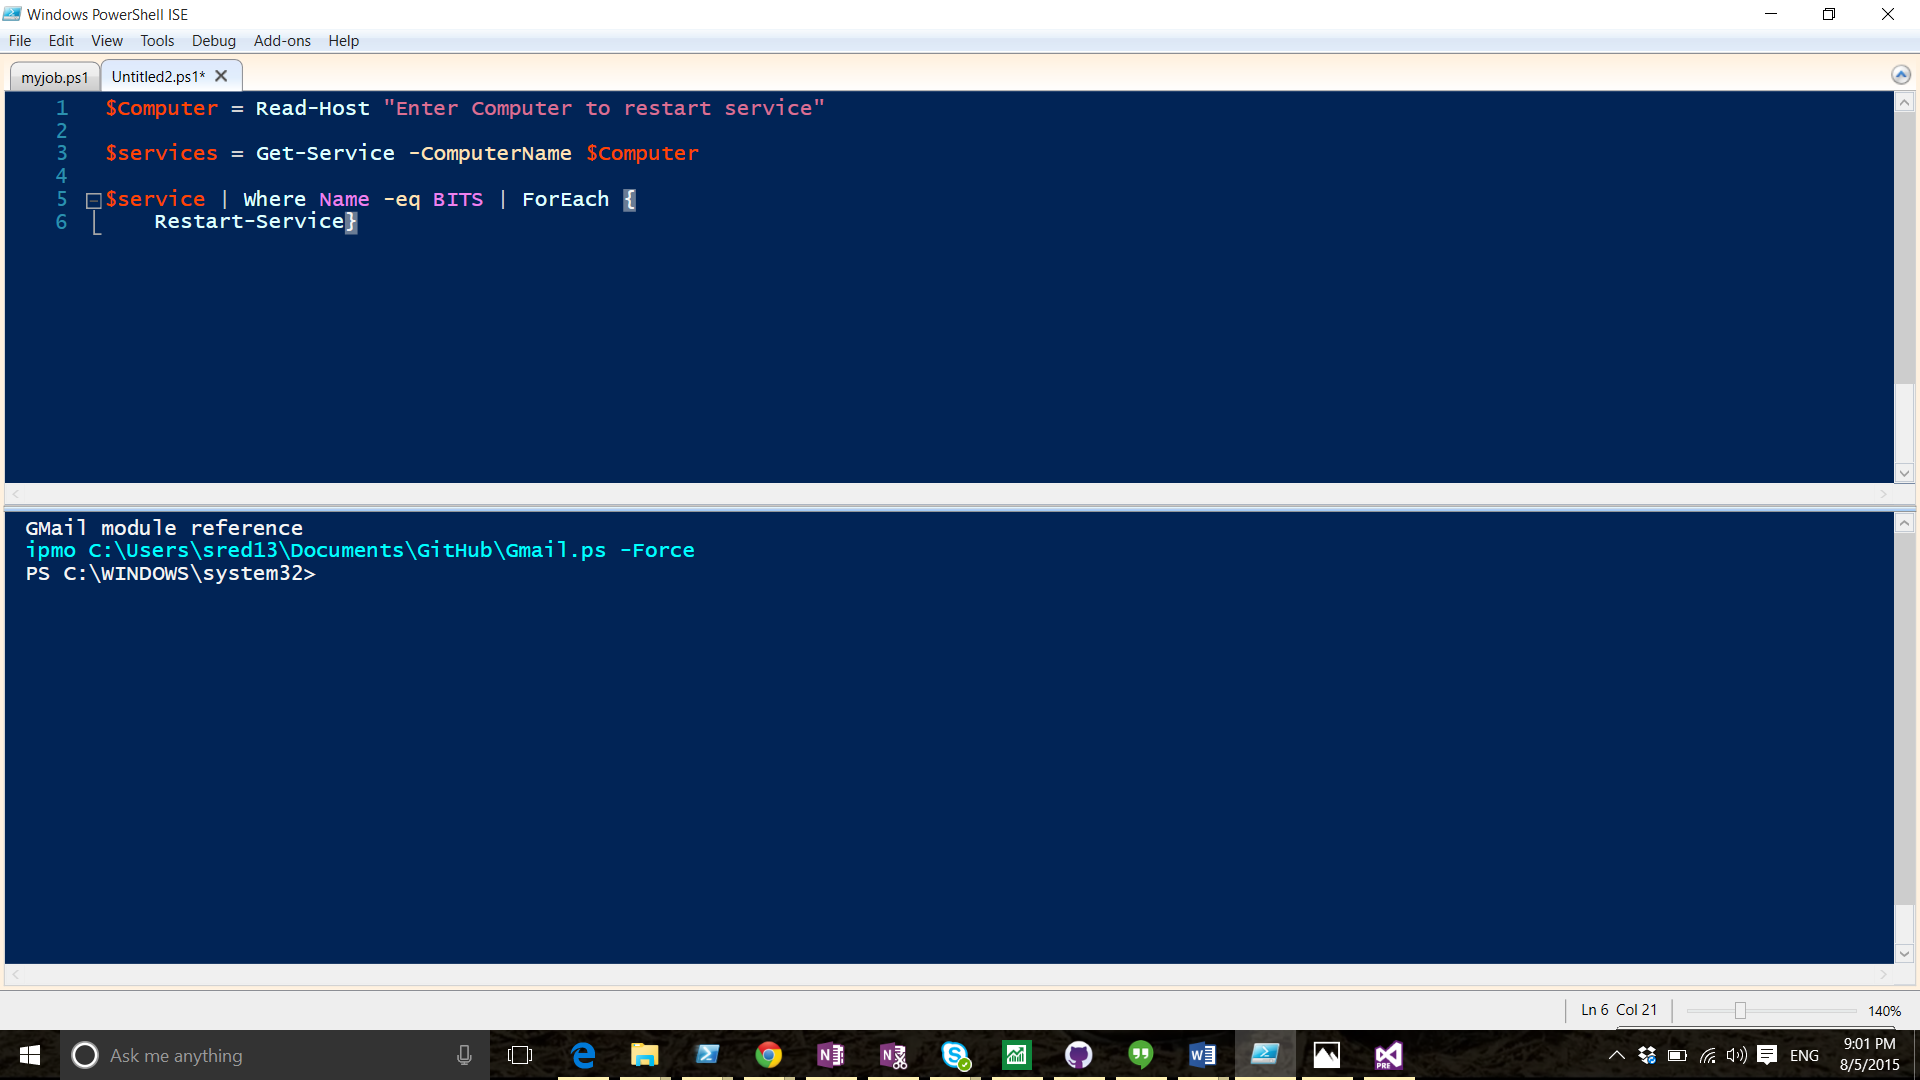 Windows PowerShell ISE
File Edit View Tools Debug Add-ons Help
myjob.ps1 Untitled2.ps1*
1 $Computer = Read-Host "Enter Computer to restart service"
2
3 $services = Get-Service -ComputerName $Computer
4
5 $service | Where Name -eq BITS | ForEach {
6 Restart-Service}
GMail module reference
ipmo C:\Users\sred13\Documents\GitHub\Gmail.ps -Force
PS C:\WINDOWS\system32>
Ln 6 Col 21 140%
Ask me anything
ENG
9:01 PM
8/5/2015
N
N
S
W
PRE